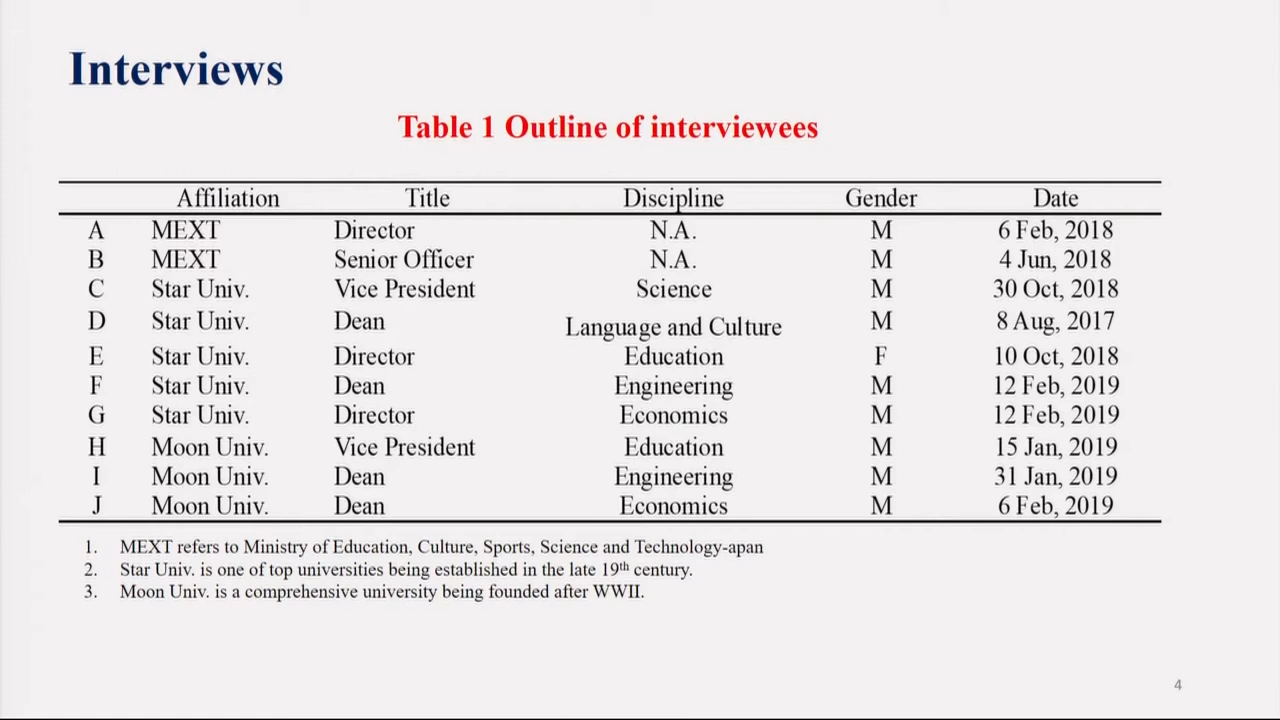 Interviews
Table 1 Outline of interviewees
Affiliation Title Discipline Gender Date
A MEXT Director N.A. M 6 Feb, 2018
B MEXT Senior Officer N.A. M 4 Jun, 2018
C Star Univ. Vice President Science M 30 Oct, 2018
D Star Univ. Dean Language and Culture M 8 Aug, 2017
E Star Univ. Director Education F 10 Oct, 2018
F Star Univ. Dean Engineering M 12 Feb, 2019
G Star Univ. Director Economics M 12 Feb, 2019
H Moon Univ. Vice President Education M 15 Jan, 2019
I Moon Univ. Dean Engineering M 31 Jan, 2019
J Moon Univ. Dean Economics M 6 Feb, 2019
1. MEXT refers to Ministry of Education, Culture, Sports, Science and Technology-apan
2. Star Univ. is one of top universities being established in the late 19th century.
3. Moon Univ. is a comprehensive university being founded after WWII.
4